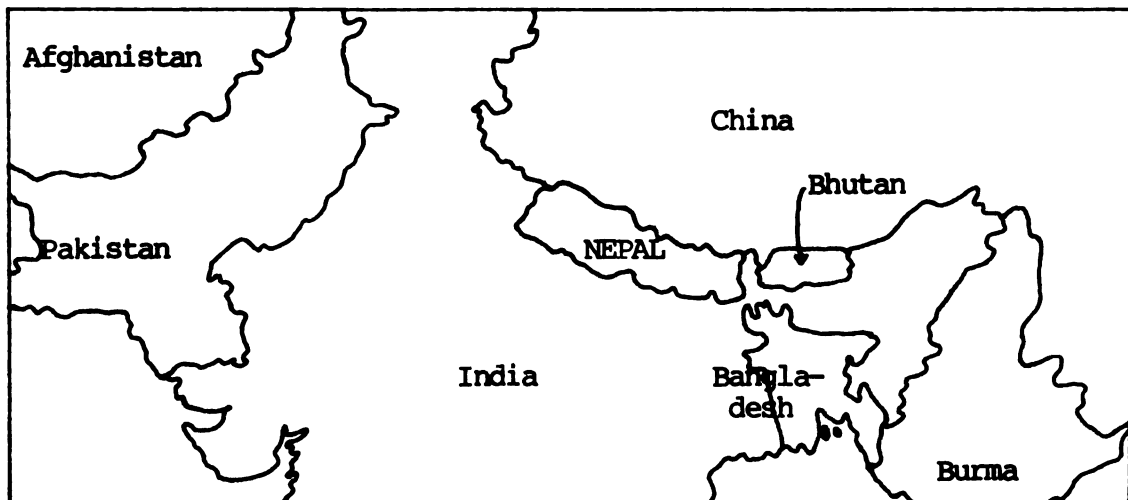 Afghanistan
China
Bhutan
Pakistan
NEPAL
India
Bangla-
desh
Burma